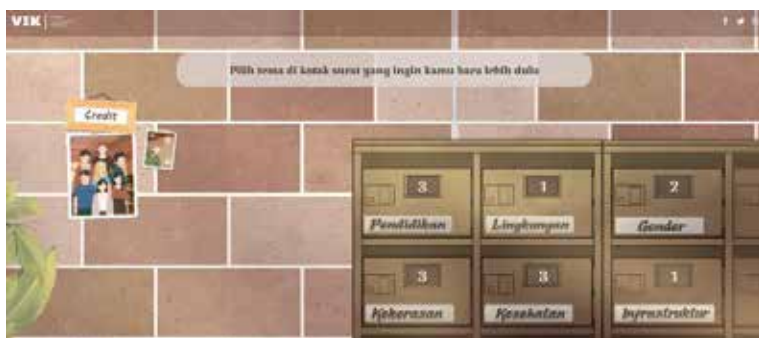 VIK
Pilih tema di kotak surat yang ingin kamu baca lebih dulu
Credit
3 1 2
Pendidikan Lingkungan Gender
3 3 1
Kekerasan Kesehatan Infrastruktur